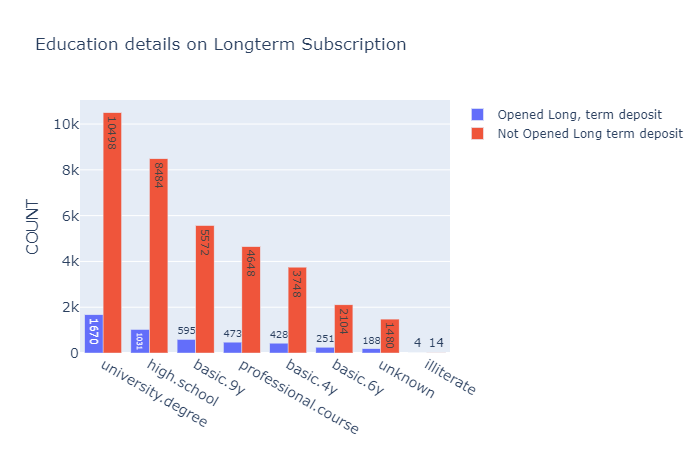 Education details on Longterm Subscription
Opened Long, term deposit
Not Opened Long term deposit
COUNT
10k
8k
6k
4k
2k
0
1670
10498
1031
8484
595
5572
473
4648
428
3748
251
2104
188
1480
4
14
university.degree
high.school
basic.9y
professional.course
basic.4y
basic.6y
unknown
illiterate